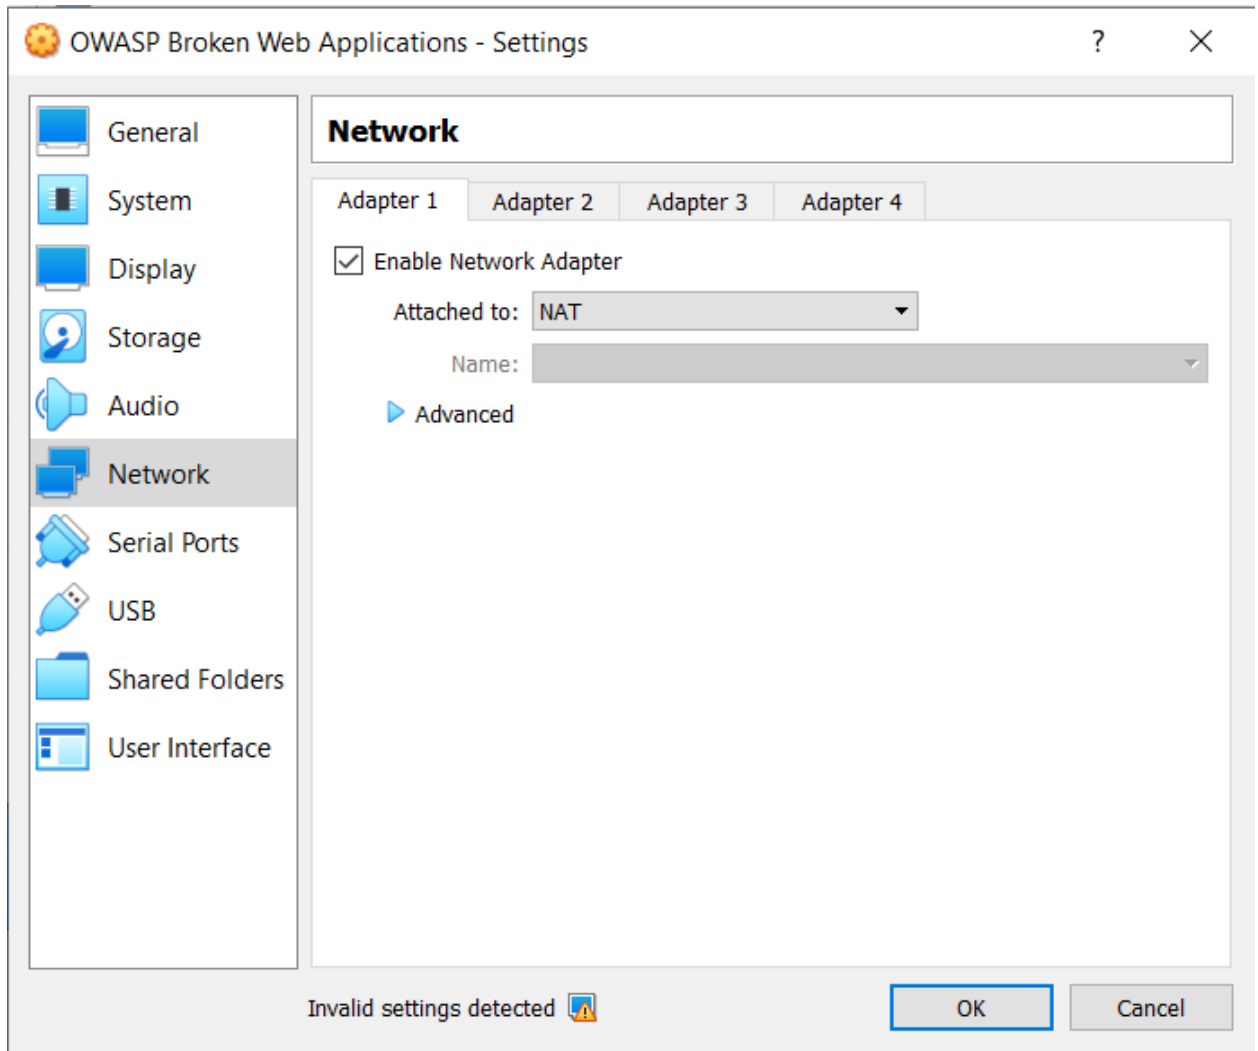 OWASP Broken Web Applications - Settings
?
General
System
Display
Storage
Audio
Network
Serial Ports
USB
Shared Folders
User Interface
Network
Adapter 1 Adapter 2 Adapter 3 Adapter 4
Enable Network Adapter
Attached to: NAT
Name:
Advanced
Invalid settings detected
OK Cancel